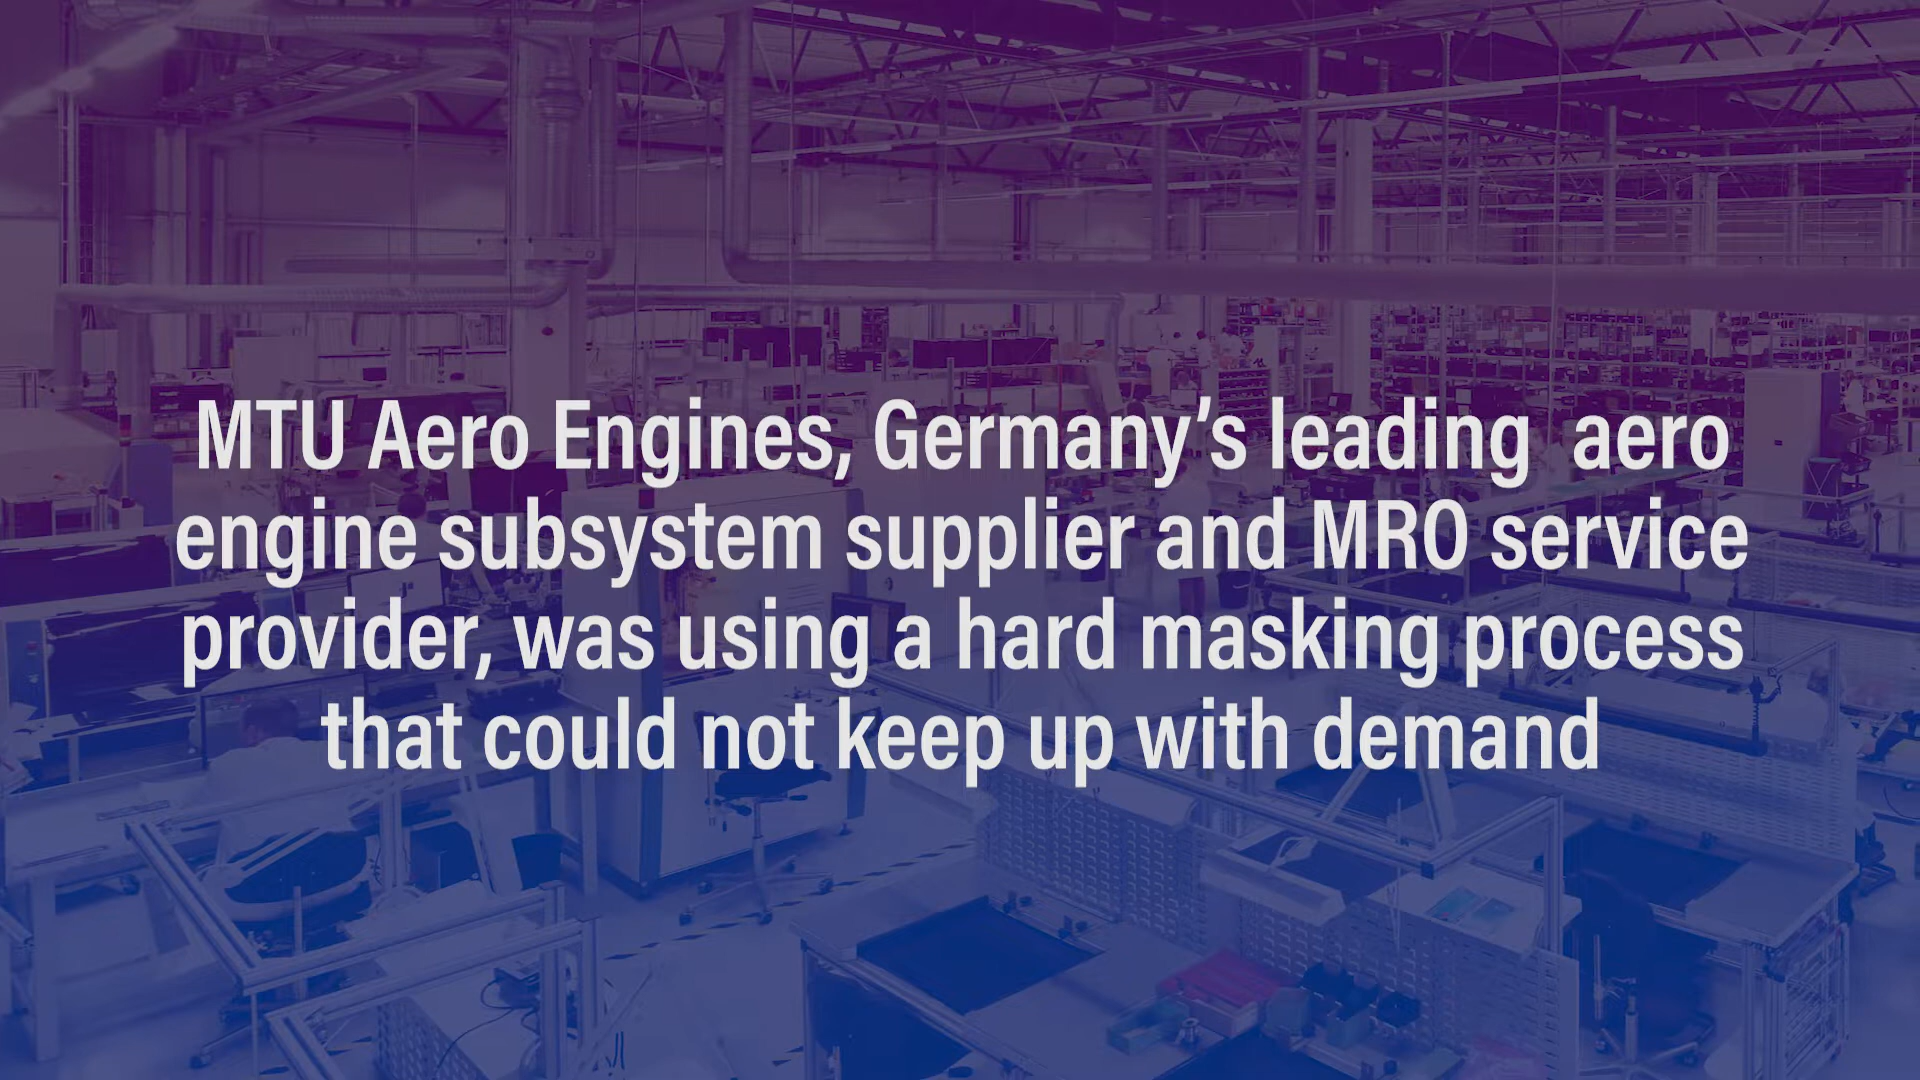 MTU Aero Engines, Germany’s leading  aero
engine subsystem supplier and MRO service
provider, was using a hard masking process
that could not keep up with demand